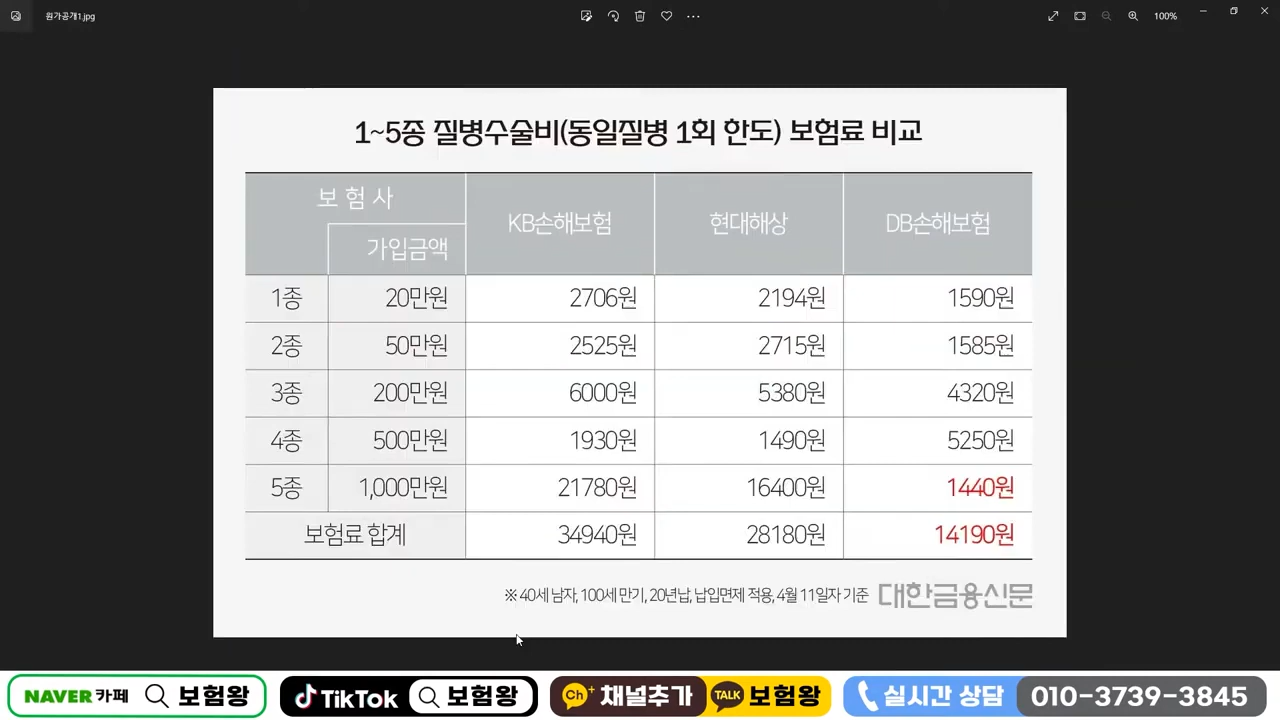 원가공개1.jpg
100%
1~5종 질병수술비(동일질병 1회 한도) 보험료 비교
보 험 사
가입금액
KB손해보험
현대해상
DB손해보험
1종 20만원 2706원 2194원 1590원
2종 50만원 2525원 2715원 1585원
3종 200만원 6000원 5380원 4320원
4종 500만원 1930원 1490원 5250원
5종 1,000만원 21780원 16400원 1440원
보험료 합계 34940원 28180원 14190원
※ 40세 남자, 100세 만기, 20년납, 납입면제 적용, 4월 11일자 기준 대한금융신문
NAVER 카페 보험왕 TikTok 보험왕 Ch+ 채널추가 TALK 보험왕 실시간 상담 010-3739-3845